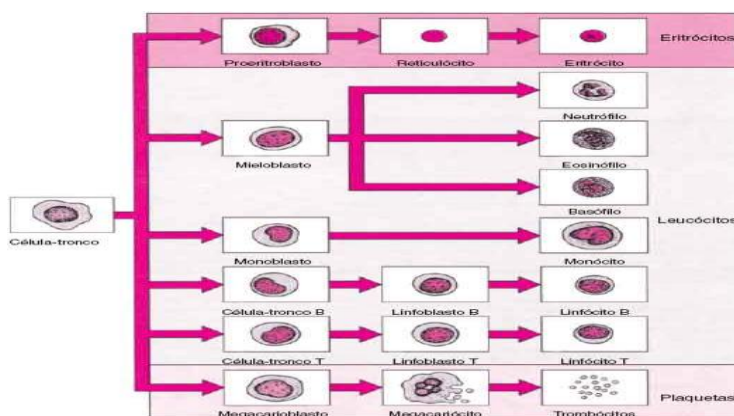 Eritrócitos
Proeritroblasto Reticulócito Eritrócito
Neutrófilo
Mieloblasto Eosinófilo
Basófilo
Leucócitos
Célula-tronco
Monoblasto Monócito
Célula-tronco B Linfoblasto B Linfócito B
Célula-tronco T Linfoblasto T Linfócito T
Plaquetas
Megacarioblasto Megacariócito Trombócitos